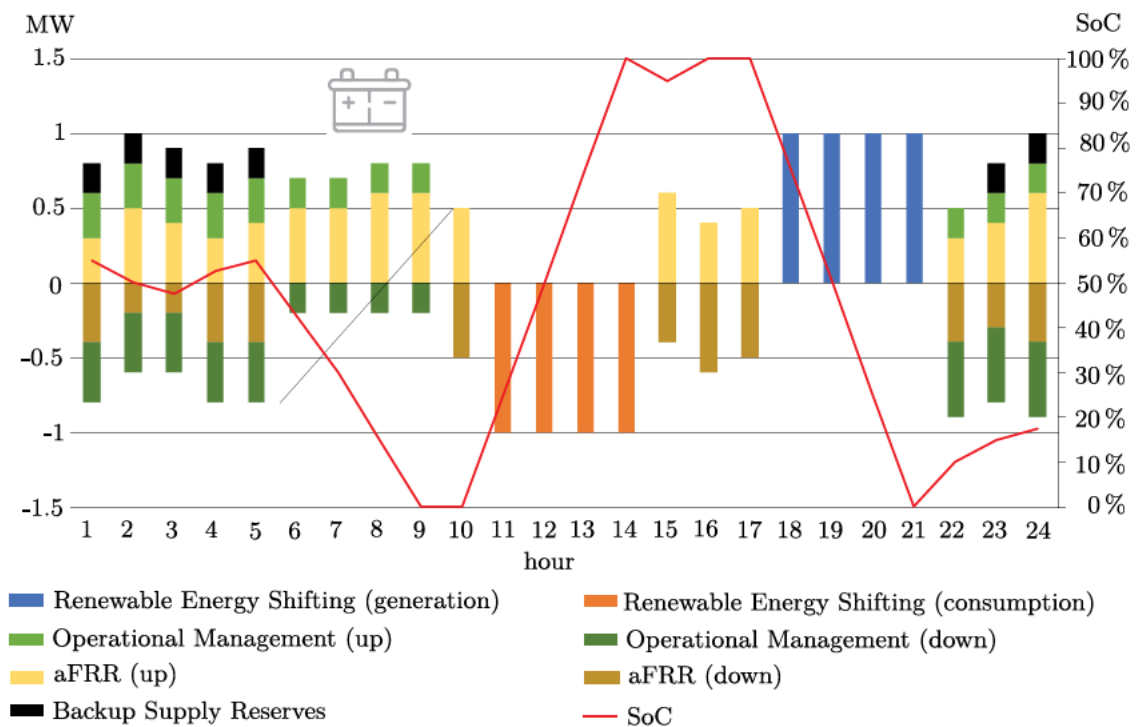 MW SoC
1.5 100 %
90 %
1 80 %
70 %
0.5 60 %
0 50 %
40 %
-0.5 30 %
-1 20 %
10 %
-1.5 0 %
1 2 3 4 5 6 7 8 9 10 11 12 13 14 15 16 17 18 19 20 21 22 23 24
hour
Renewable Energy Shifting (generation) Renewable Energy Shifting (consumption)
Operational Management (up) Operational Management (down)
aFRR (up) aFRR (down)
Backup Supply Reserves SoC